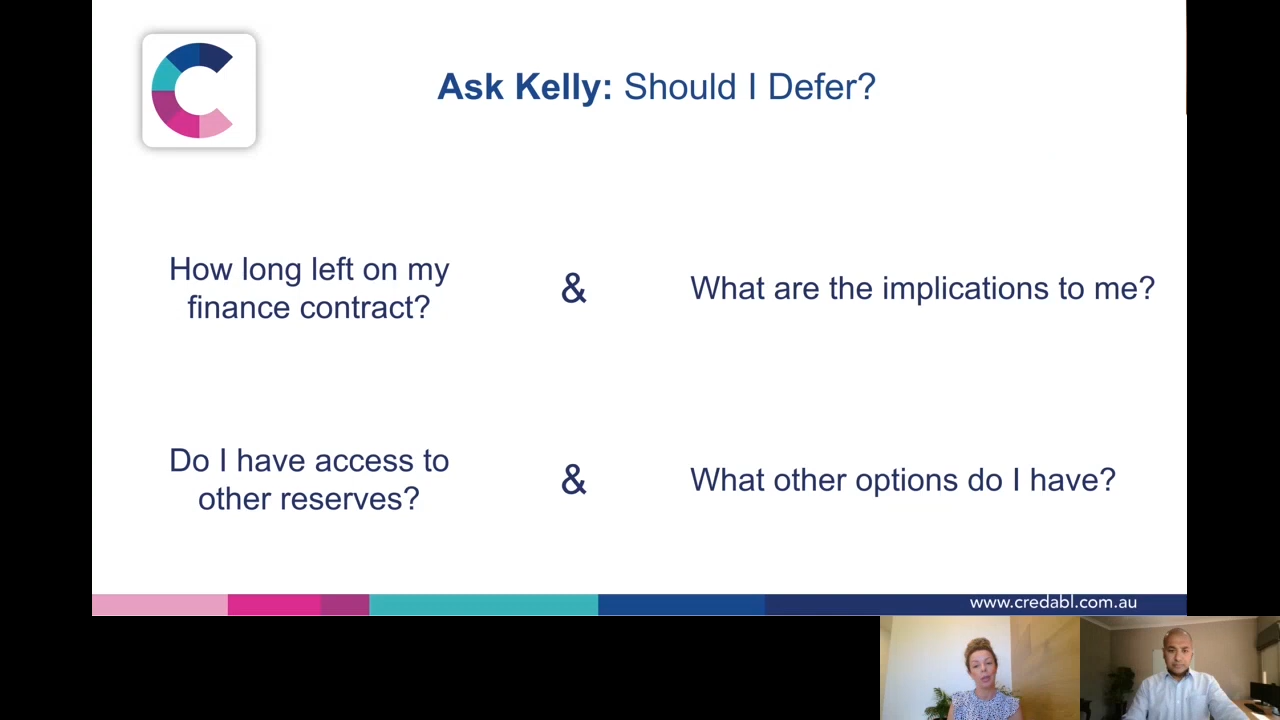 Ask Kelly: Should I Defer?
How long left on my
finance contract?
&
What are the implications to me?
Do I have access to
other reserves?
&
What other options do I have?
www.credabl.com.au